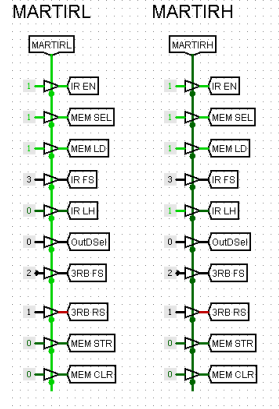 MARTIRL MARTIRH
MARTIRL MARTIRH
1 IR EN 1 IR EN
1 MEM SEL 1 MEM SEL
1 MEM LD 1 MEM LD
3 IR FS 3 IR FS
0 IR LH 1 IR LH
0 OutDSel 0 OutDSel
2 3RB FS 2 3RB FS
1 3RB RS 1 3RB RS
0 MEM STR 0 MEM STR
0 MEM CLR 0 MEM CLR